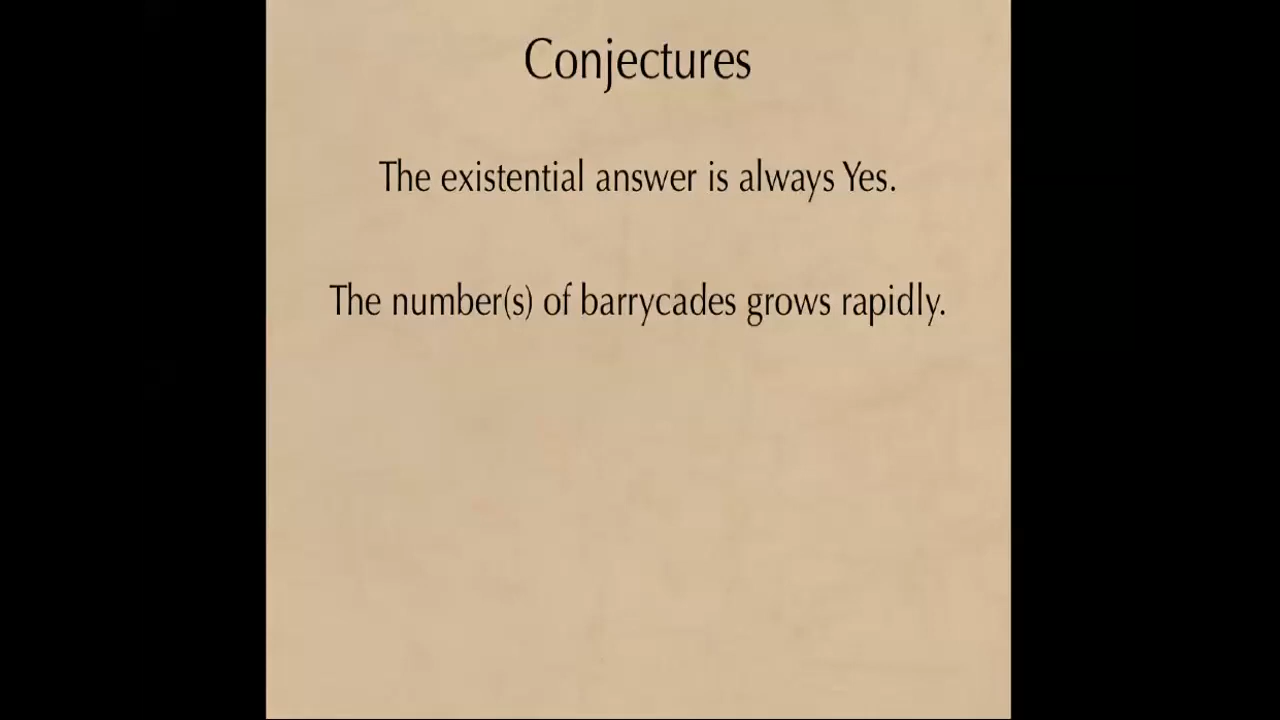 Conjectures
The existential answer is always Yes.
The number(s) of barrycades grows rapidly.